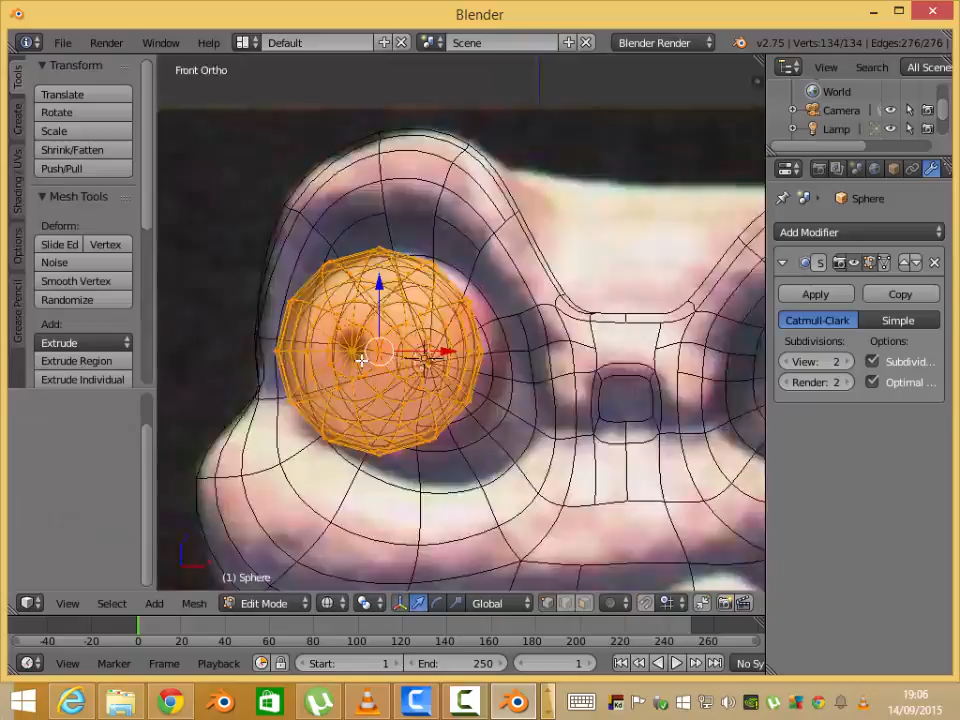 Blender
File Render Window Help Default Scene Blender Render v2.75 | Verts:134/134 | Edges:276/276 |
Tools
Create
Shading / UVs
Options
Grease Pencil
Transform
Translate
Rotate
Scale
Shrink/Fatten
Push/Pull
Mesh Tools
Deform:
Slide Ed Vertex
Noise
Smooth Vertex
Randomize
Add:
Extrude
Extrude Region
Extrude Individual
Front Ortho
(1) Sphere
View Search All Scene
World
Camera
Lamp
Sphere
Add Modifier
S
Apply Copy
Catmull-Clark Simple
Subdivisions: Options:
View: 2 Subdivid...
Render: 2 Optimal ...
View Select Add Mesh Edit Mode Global
-40 -20 0 20 40 60 80 100 120 140 160 180 200 220 240 260
View Marker Frame Playback Start: 1 End: 250 1 No Sy
19:06
14/09/2015